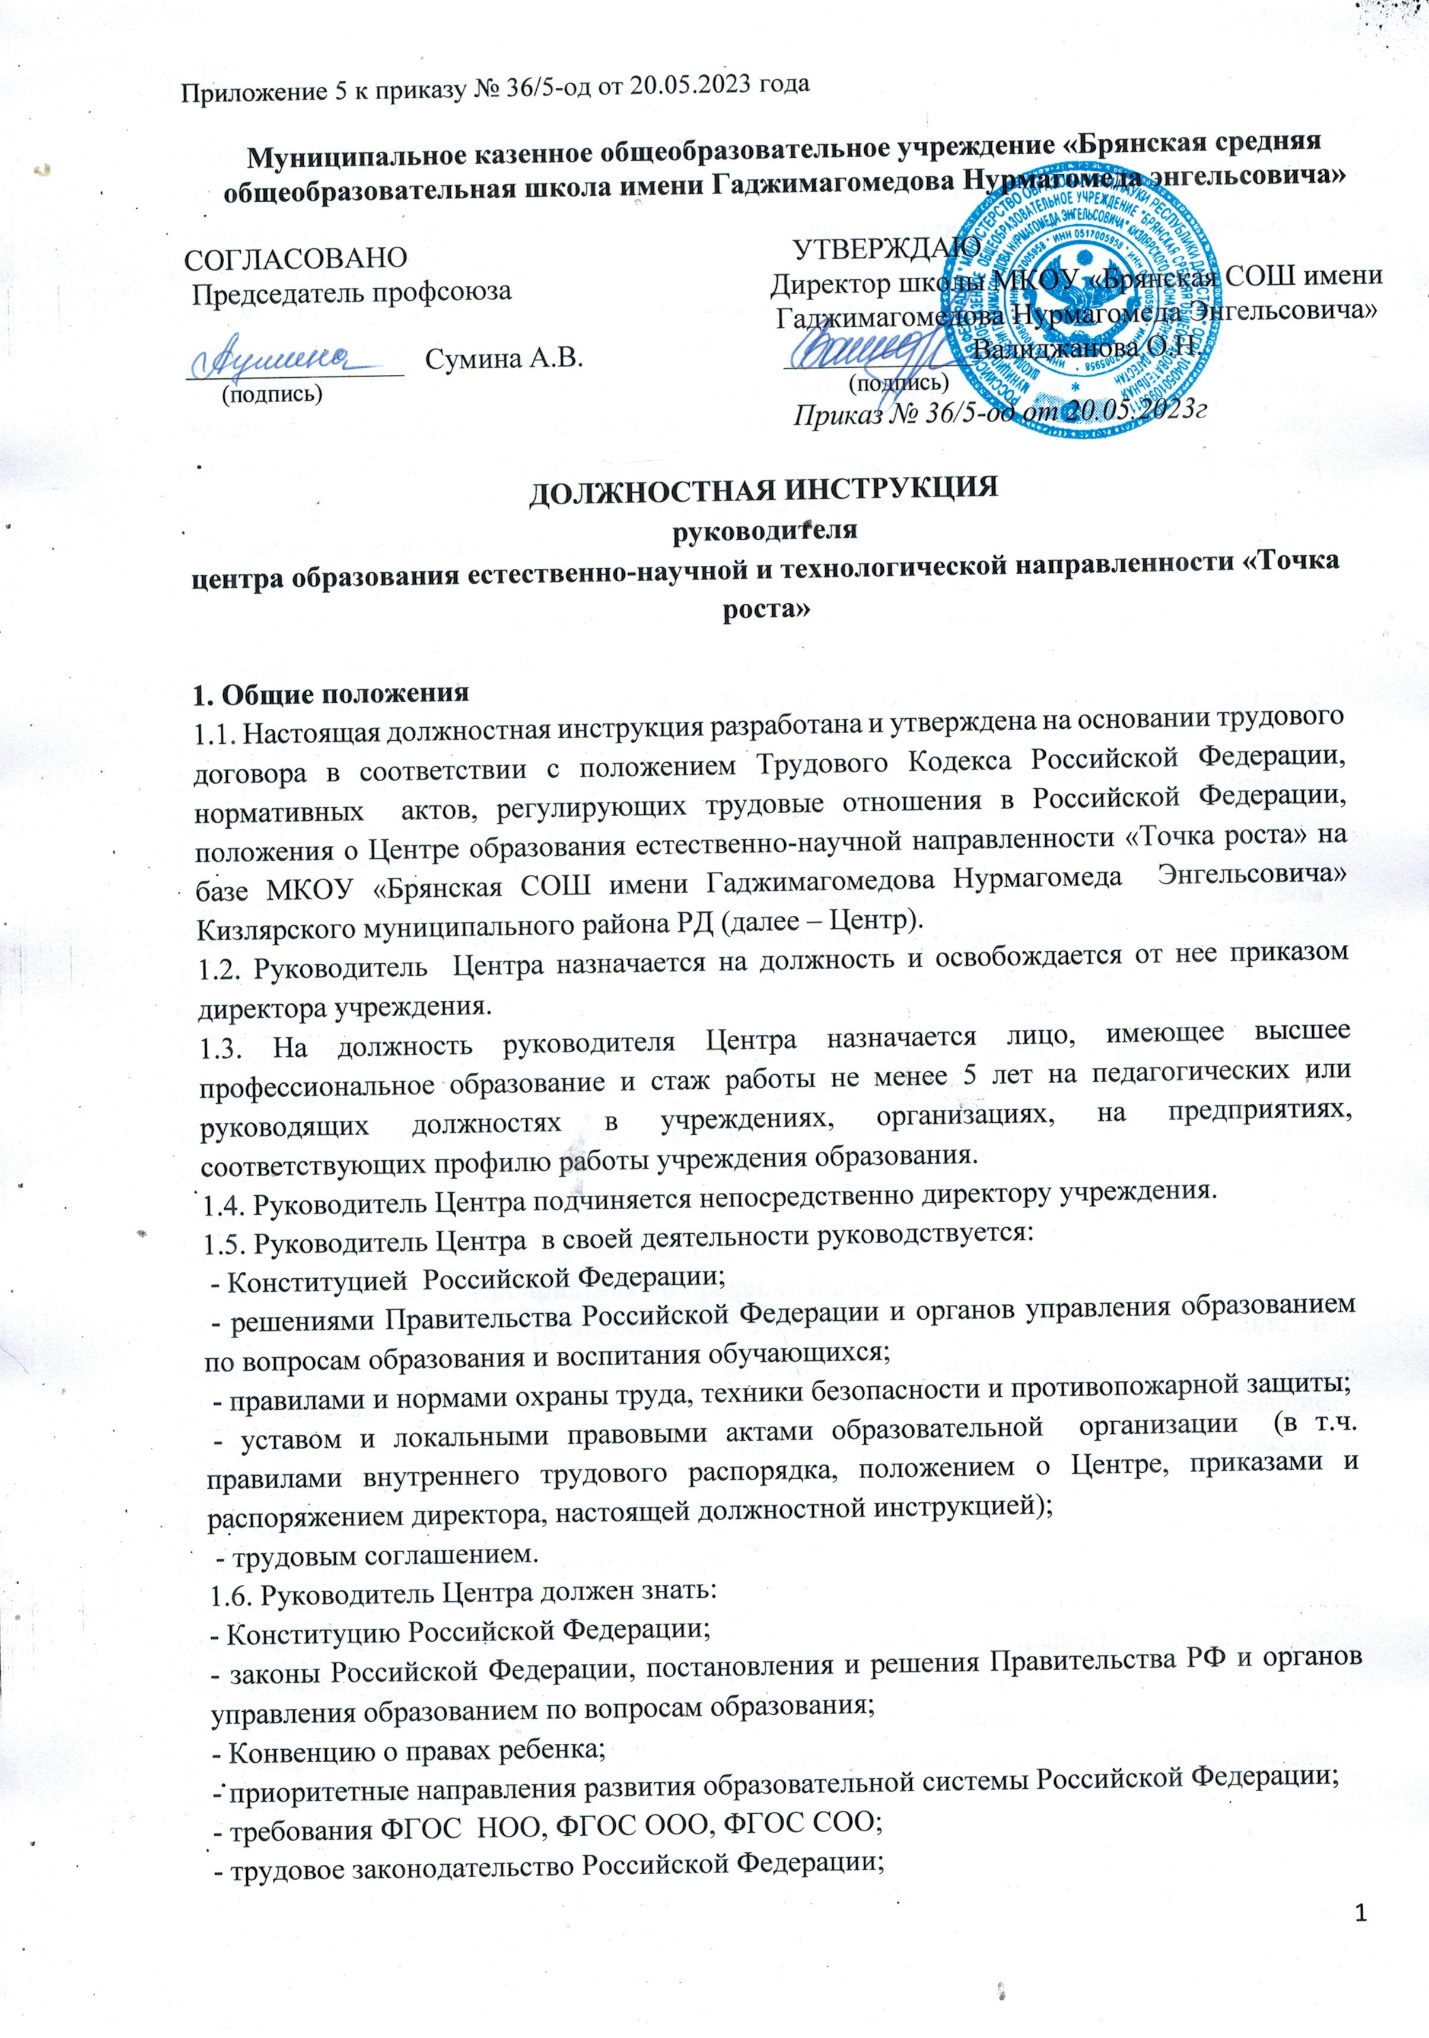 Приложение 5 к приказу № 36/5-од от 20.05.2023 года
Муниципальное казенное общеобразовательное учреждение «Брянская средняя
общеобразовательная школа имени Гаджимагомедова Нурмагомеда энгельсовича»
СОГЛАСОВАНО
Председатель профсоюза
Сумина А.В.
(подпись)
УТВЕРЖДАЮ
Директор школы МКОУ «Брянская СОШ имени
Гаджимагомедова Нурмагомеда Энгельсовича»
Валиджанова О.Н.
(подпись)
Приказ № 36/5-од от 20.05.2023г
ДОЛЖНОСТНАЯ ИНСТРУКЦИЯ
руководителя
центра образования естественно-научной и технологической направленности «Точка
роста»
1. Общие положения
1.1. Настоящая должностная инструкция разработана и утверждена на основании трудового
договора в соответствии с положением Трудового Кодекса Российской Федерации,
нормативных актов, регулирующих трудовые отношения в Российской Федерации,
положения о Центре образования естественно-научной направленности «Точка роста» на
базе МКОУ «Брянская СОШ имени Гаджимагомедова Нурмагомеда Энгельсовича»
Кизлярского муниципального района РД (далее – Центр).
1.2. Руководитель Центра назначается на должность и освобождается от нее приказом
директора учреждения.
1.3. На должность руководителя Центра назначается лицо, имеющее высшее
профессиональное образование и стаж работы не менее 5 лет на педагогических или
руководящих должностях в учреждениях, организациях, на предприятиях,
соответствующих профилю работы учреждения образования.
1.4. Руководитель Центра подчиняется непосредственно директору учреждения.
1.5. Руководитель Центра в своей деятельности руководствуется:
- Конституцией Российской Федерации;
- решениями Правительства Российской Федерации и органов управления образованием
по вопросам образования и воспитания обучающихся;
- правилами и нормами охраны труда, техники безопасности и противопожарной защиты;
- уставом и локальными правовыми актами образовательной организации (в т.ч.
правилами внутреннего трудового распорядка, положением о Центре, приказами и
распоряжением директора, настоящей должностной инструкцией);
- трудовым соглашением.
1.6. Руководитель Центра должен знать:
- Конституцию Российской Федерации;
- законы Российской Федерации, постановления и решения Правительства РФ и органов
управления образованием по вопросам образования;
- Конвенцию о правах ребенка;
- приоритетные направления развития образовательной системы Российской Федерации;
- требования ФГОС НОО, ФГОС ООО, ФГОС СОО;
- трудовое законодательство Российской Федерации;
1